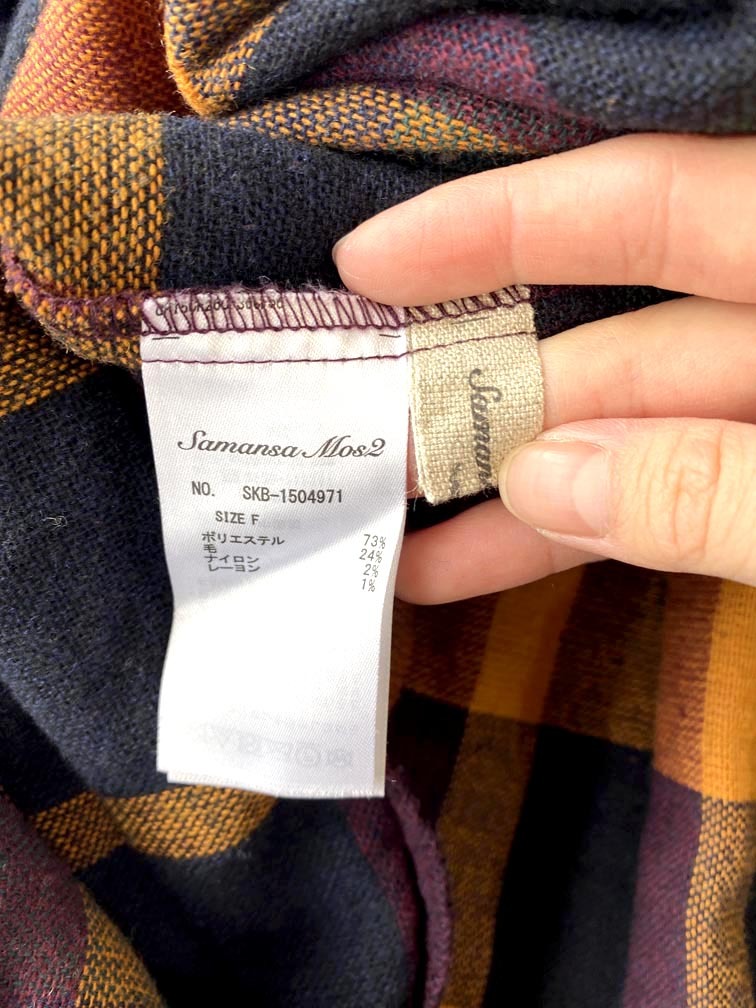 Samansa Mos2
NO. SKB-1504971
SIZE F
ポリエステル 73%
毛 24%
ナイロン 2%
レーヨン 1%